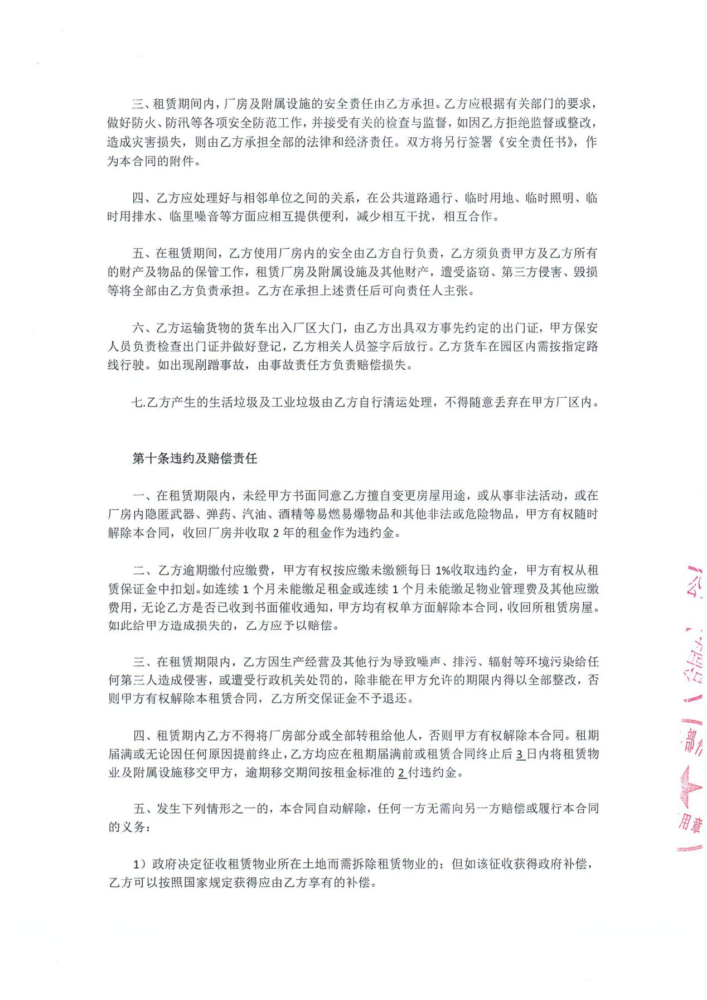 三、租赁期间内，厂房及附属设施的安全责任由乙方承担。乙方应根据有关部门的要求，
做好防火、防汛等各项安全防范工作，并接受有关的检查与监督，如因乙方拒绝监督或整改，
造成灾害损失，则由乙方承担全部的法律和经济责任。双方将另行签署《安全责任书》，作
为本合同的附件。
四、乙方应处理好与相邻单位之间的关系，在公共道路通行、临时用地、临时照明、临
时用排水、临里噪音等方面应相互提供便利，减少相互干扰，相互合作。
五、在租赁期间，乙方使用厂房内的安全由乙方自行负责，乙方须负责甲方及乙方所有
的财产及物品的保管工作，租赁厂房及附属设施及其他财产，遭受盗窃、第三方侵害、毁损
等将全部由乙方负责承担。乙方在承担上述责任后可向责任人主张。
六、乙方运输货物的货车出入厂区大门，由乙方出具双方事先约定的出门证，甲方保安
人员负责检查出门证并做好登记，乙方相关人员签字后放行。乙方货车在园区内需按指定路
线行驶。如出现剐蹭事故，由事故责任方负责赔偿损失。
七.乙方产生的生活垃圾及工业垃圾由乙方自行清运处理，不得随意丢弃在甲方厂区内。
第十条违约及赔偿责任
一、在租赁期限内，未经甲方书面同意乙方擅自变更房屋用途，或从事非法活动，或在
厂房内隐匿武器、弹药、汽油、酒精等易燃易爆物品和其他非法或危险物品，甲方有权随时
解除本合同，收回厂房并收取 2 年的租金作为违约金。
二、乙方逾期缴付应缴费，甲方有权按应缴未缴额每日 1%收取违约金，甲方有权从租
赁保证金中扣划。如连续 1 个月未能缴足租金或连续 1 个月未能缴足物业管理费及其他应缴
费用，无论乙方是否已收到书面催收通知，甲方均有权单方面解除本合同，收回所租赁房屋。
如此给甲方造成损失的，乙方应予以赔偿。
三、在租赁期限内，乙方因生产经营及其他行为导致噪声、排污、辐射等环境污染给任
何第三人造成侵害，或遭受行政机关处罚的，除非能在甲方允许的期限内得以全部整改，否
则甲方有权解除本租赁合同，乙方所交保证金不予退还。
四、租赁期内乙方不得将厂房部分或全部转租给他人，否则甲方有权解除本合同。租期
届满或无论因任何原因提前终止，乙方均应在租期届满前或租赁合同终止后 3 日内将租赁物
业及附属设施移交甲方，逾期移交期间按租金标准的 2 付违约金。
五、发生下列情形之一的，本合同自动解除，任何一方无需向另一方赔偿或履行本合同
的义务：
1）政府决定征收租赁物业所在土地而需拆除租赁物业的；但如该征收获得政府补偿，
乙方可以按照国家规定获得应由乙方享有的补偿。
公
部
用章